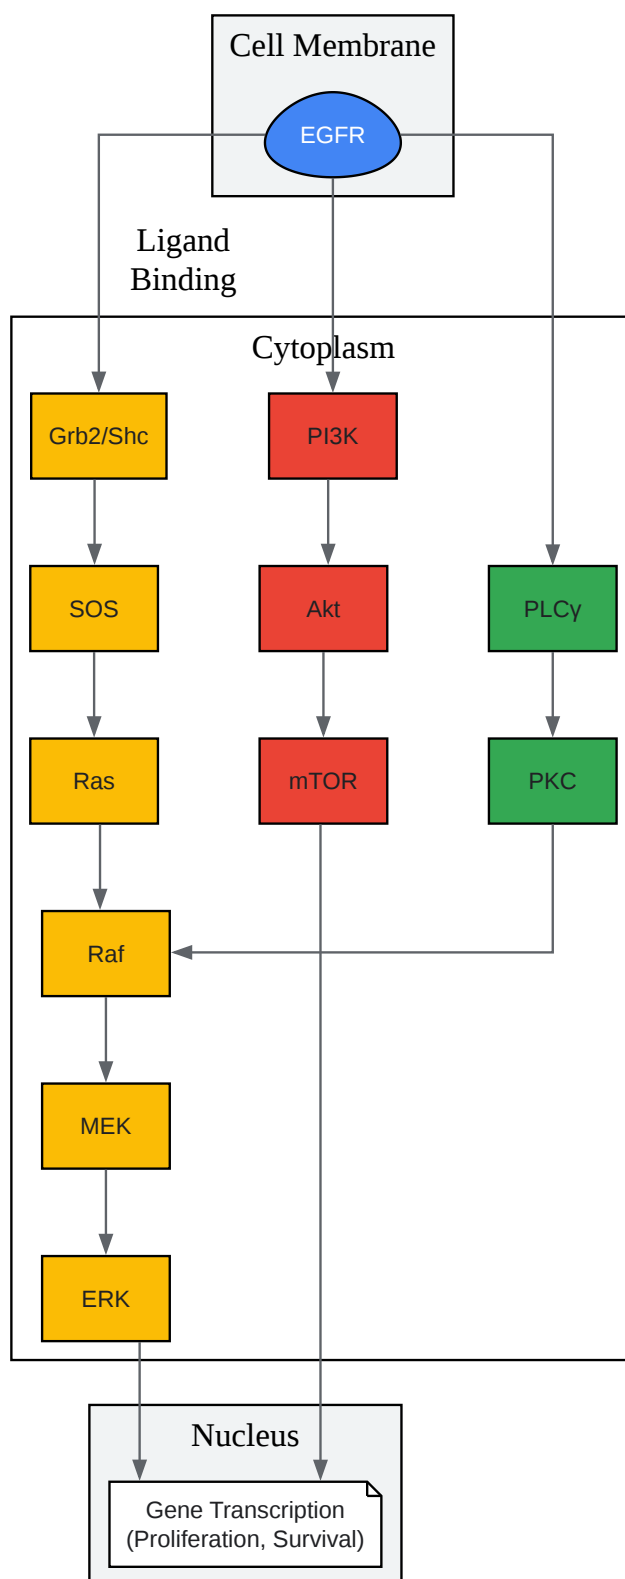 Cell Membrane
EGFR
Ligand
Binding
Cytoplasm
Grb2/Shc
PI3K
SOS
Akt
PLCγ
Ras
mTOR
PKC
Raf
MEK
ERK
Nucleus
Gene Transcription
(Proliferation, Survival)